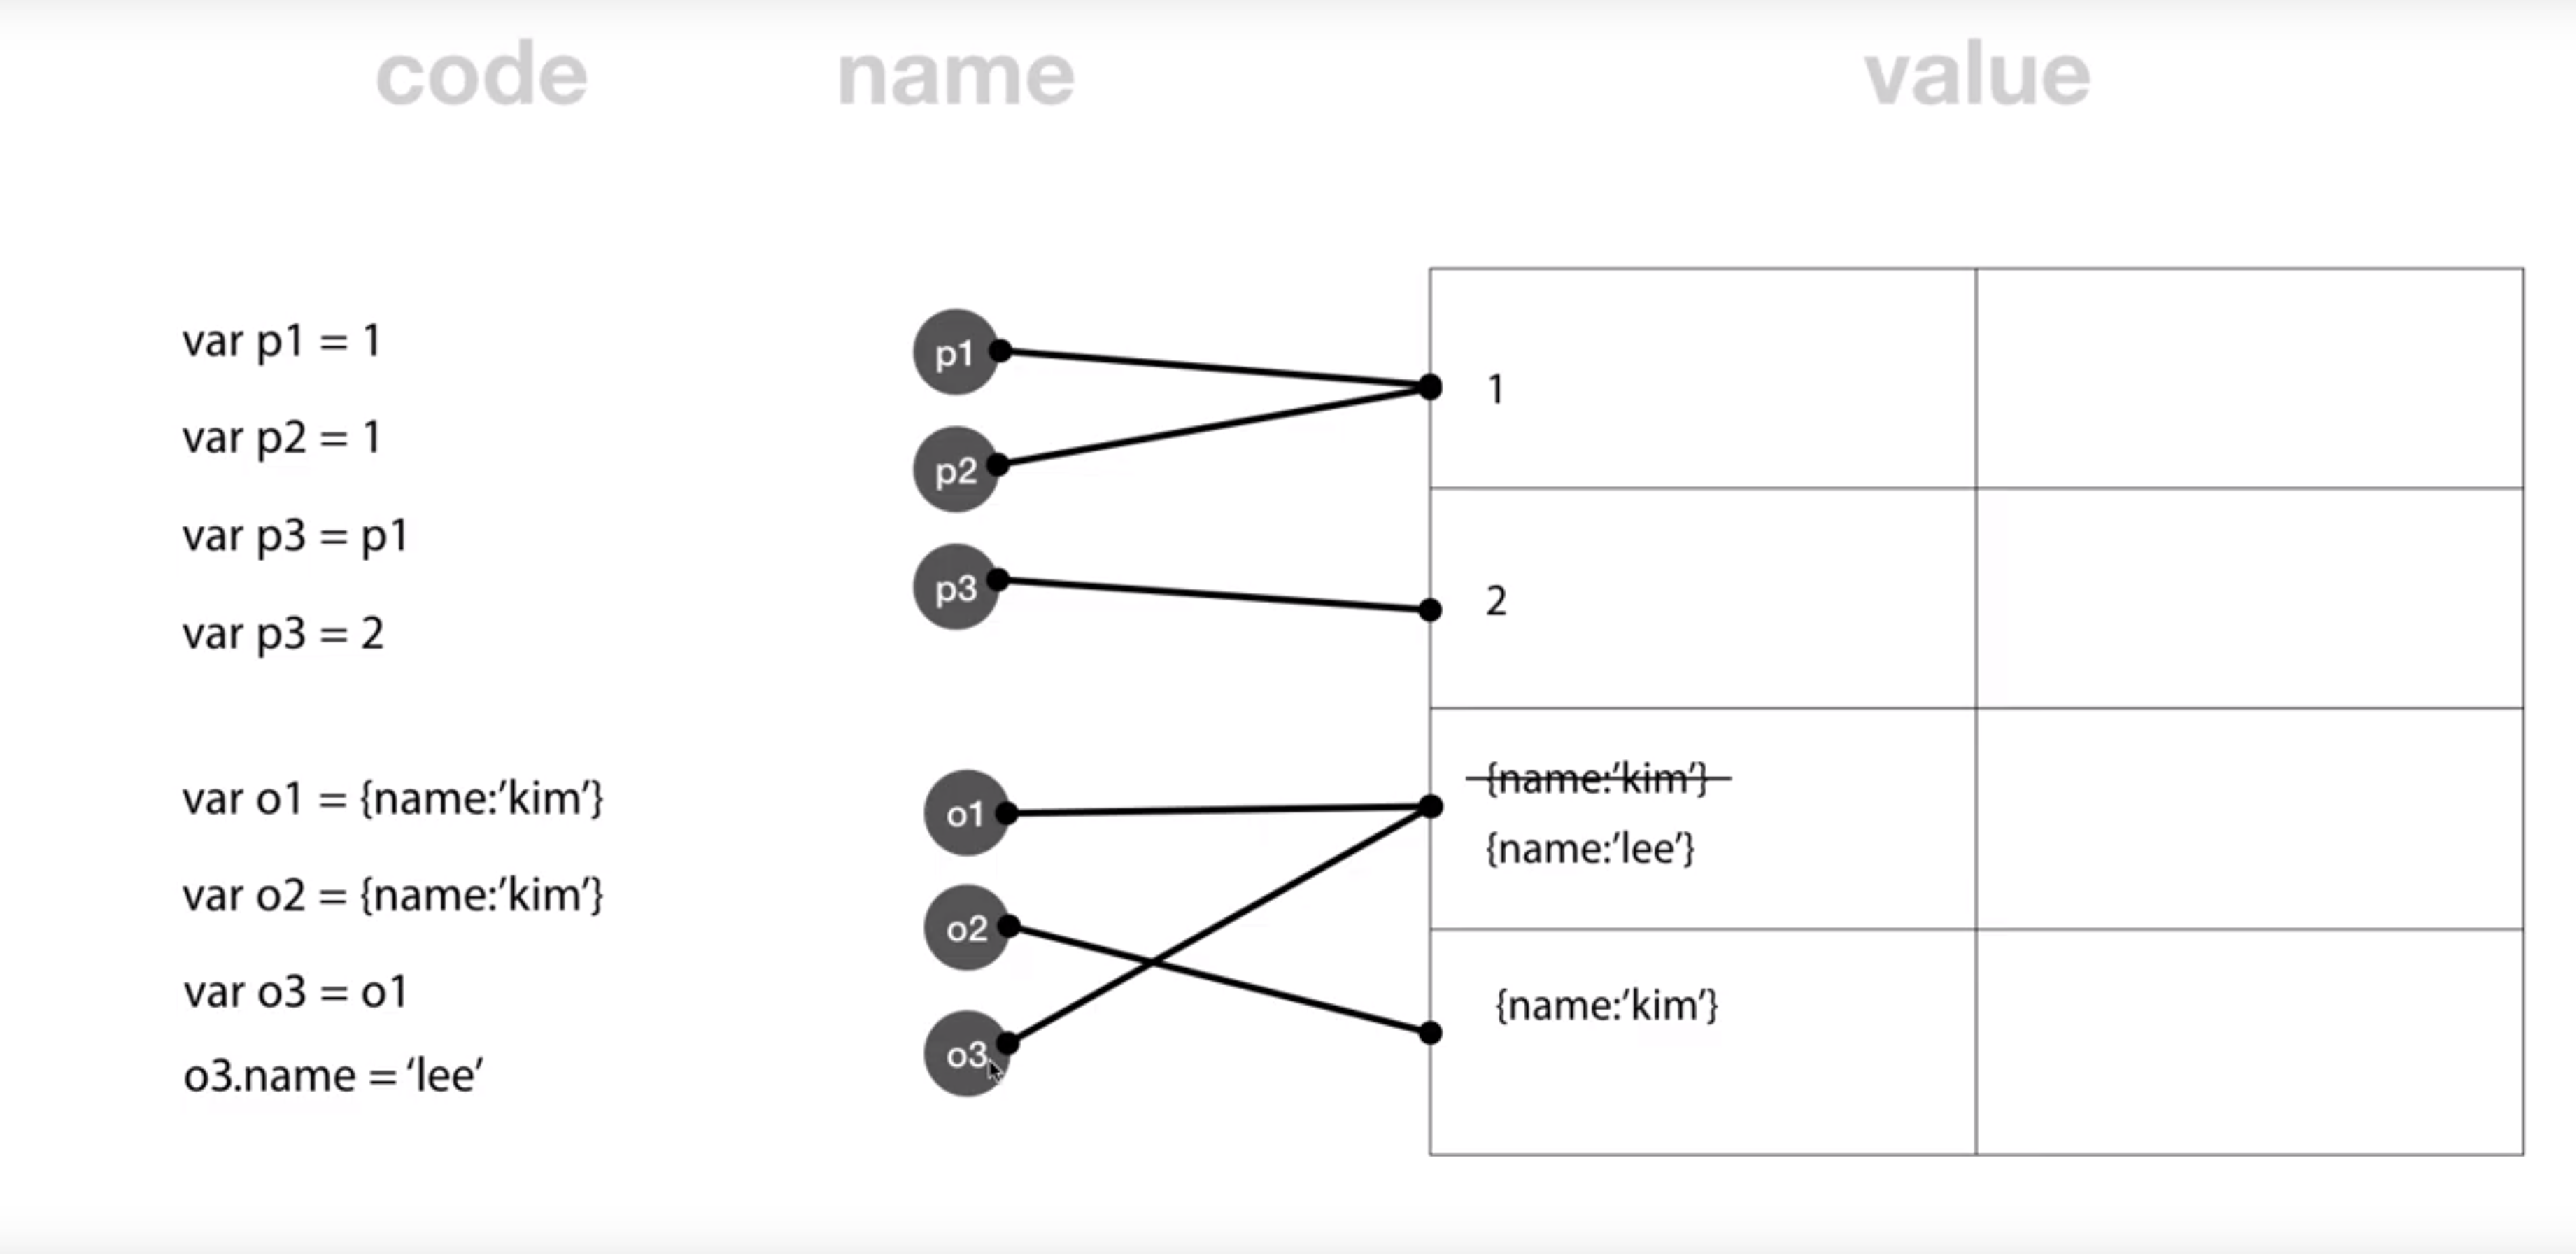 code name value
var p1 = 1
var p2 = 1
var p3 = p1
var p3 = 2
var o1 = {name:’kim’}
var o2 = {name:’kim’}
var o3 = o1
o3.name = ‘lee’
p1
p2
p3
o1
o2
o3
1
2
{name:’kim’}
{name:’lee’}
{name:’kim’}